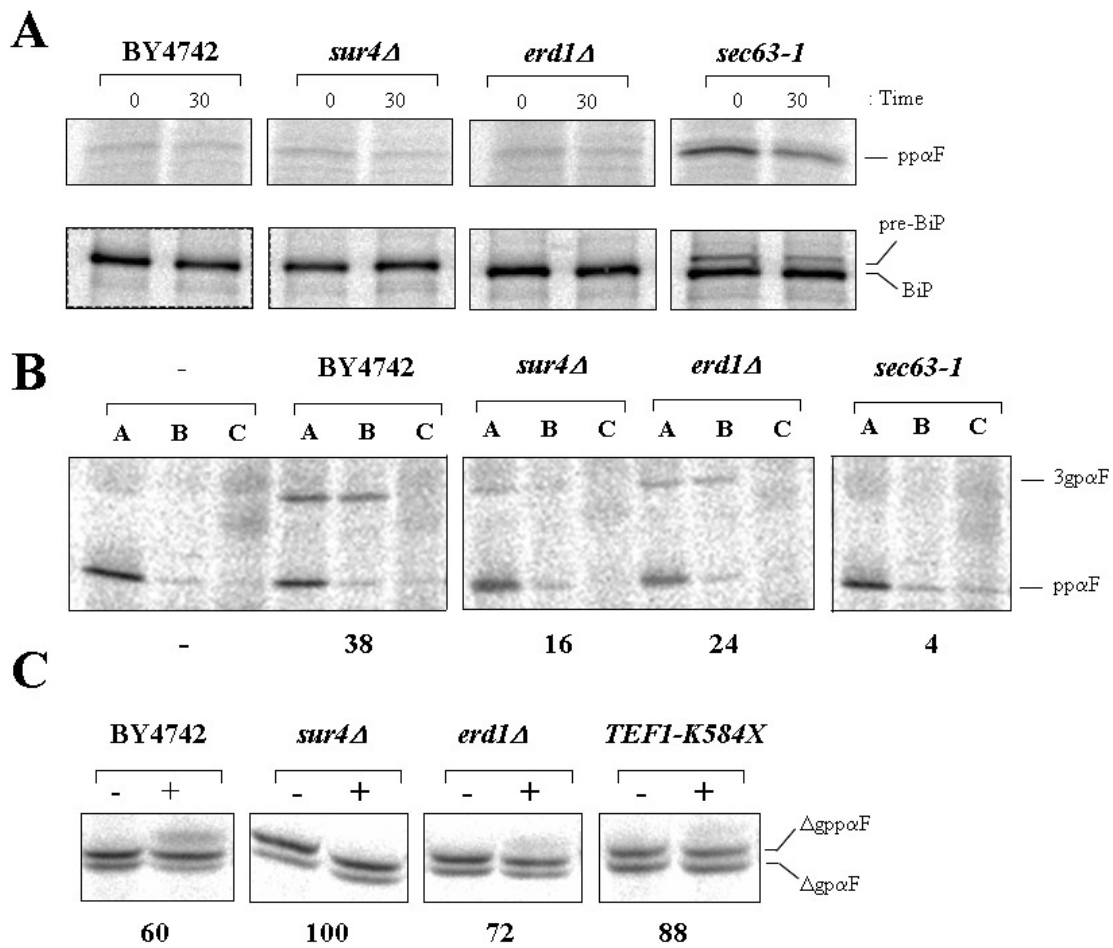 A
BY4742 sur4Δ erd1Δ sec63-1
0 30 0 30 0 30 0 30 : Time
ppαF
pre-BiP
BiP
B
- BY4742 sur4Δ erd1Δ sec63-1
A B C A B C A B C A B C A B C
3gpαF
ppαF
- 38 16 24 4
C
BY4742 sur4Δ erd1Δ TEF1-K584X
- + - + - + - +
ΔgppαF
ΔgpαF
60 100 72 88